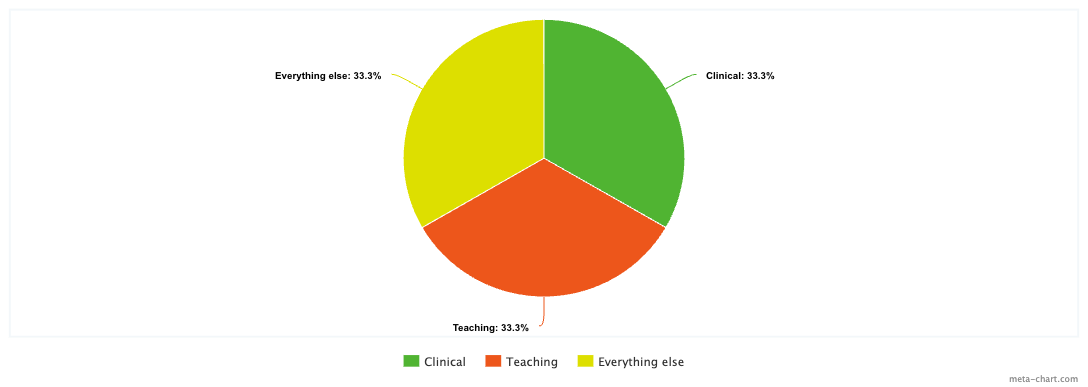 Everything else: 33.3%
Clinical: 33.3%
Teaching: 33.3%
Clinical
Teaching
Everything else
meta-chart.com